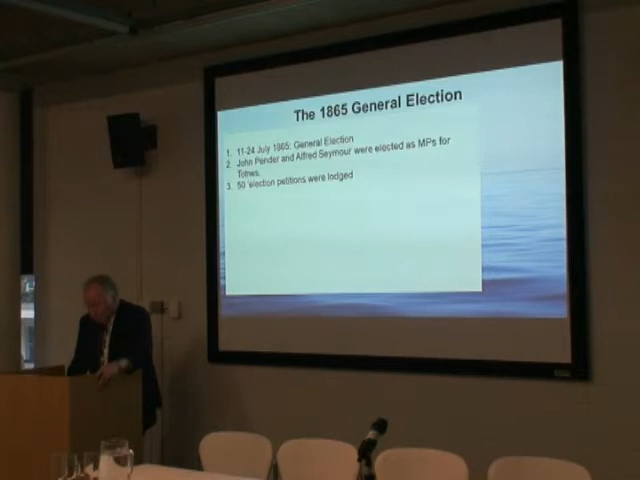 The 1865 General Election
1. 11-24 July 1865: General Election
2. John Pender and Alfred Seymour were elected as MPs for
Totnes.
3. 50 'election petitions were lodged